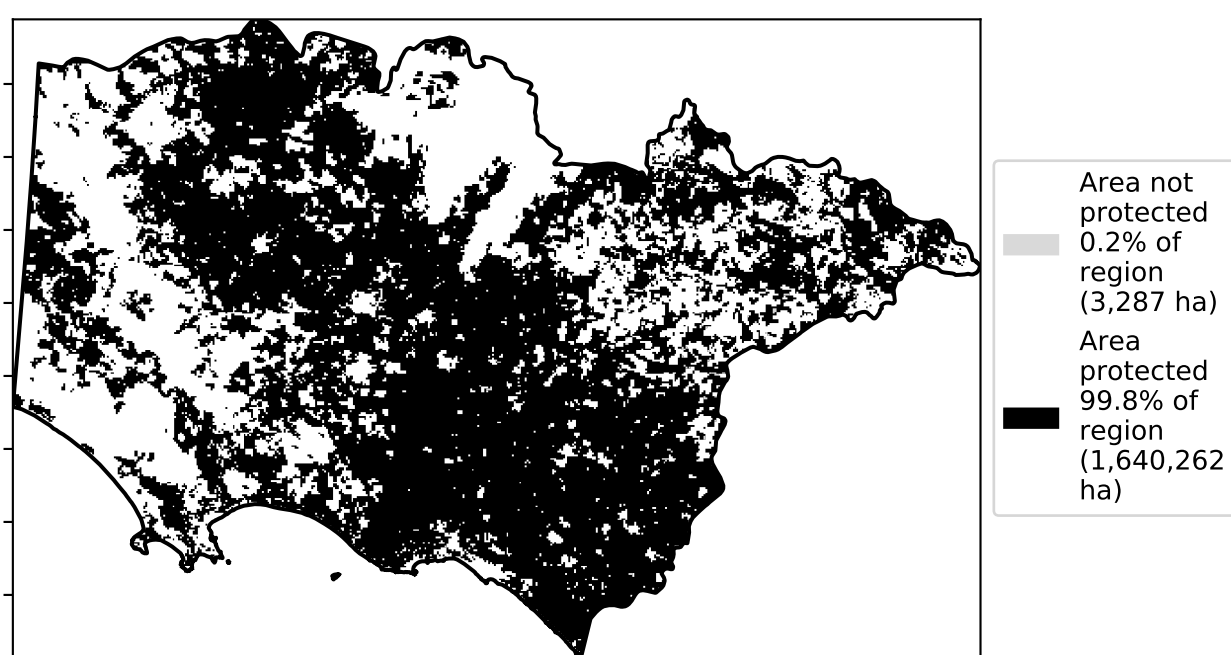 Area not
protected
0.2% of
region
(3,287 ha)
Area
protected
99.8% of
region
(1,640,262
ha)